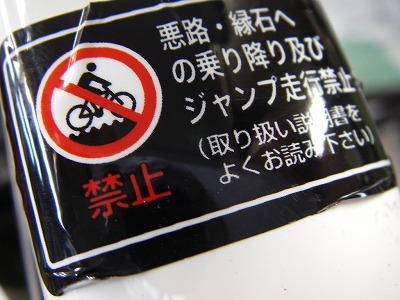 悪路・縁石へ
の乗り降り及び
ジャンプ走行禁止
(取り扱い説明書を
よくお読み下さい)
禁止